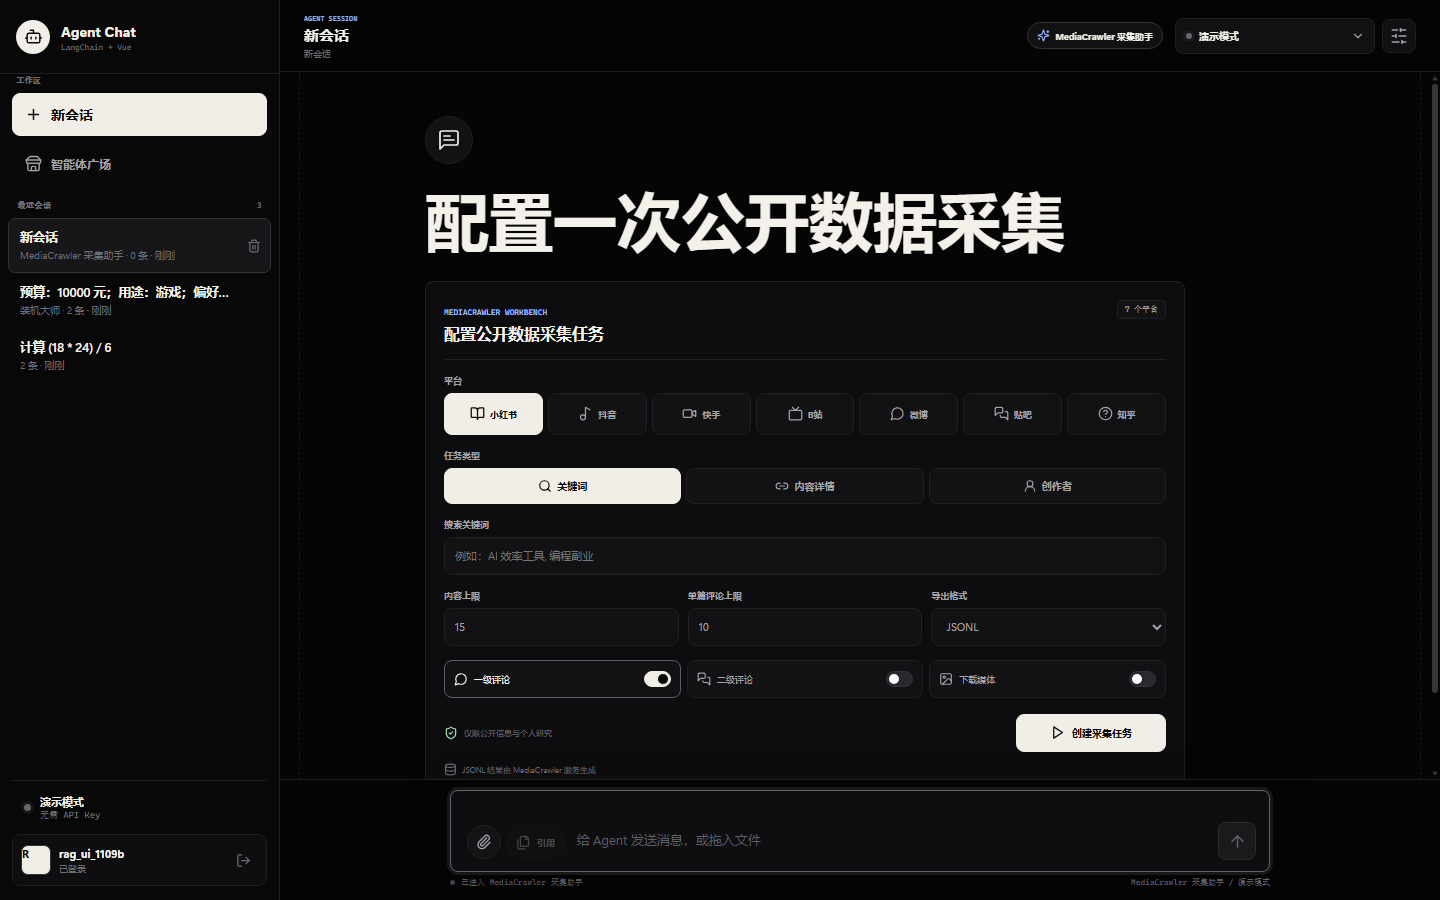 Agent Chat
LangChain + Vue
工作区
新会话
智能体广场
最近会话
3
新会话
MediaCrawler 采集助手 · 0 条 · 刚刚
预算：10000 元；用途：游戏；偏好...
装机大师 · 2 条 · 刚刚
计算 (18 * 24) / 6
2 条 · 刚刚
演示模式
无需 API Key
R
rag_ui_1109b
已登录
AGENT SESSION
新会话
新会话
MediaCrawler 采集助手
演示模式
配置一次公开数据采集
MEDIACRAWLER WORKBENCH
配置公开数据采集任务
7 个平台
平台
小红书
抖音
快手
B站
微博
贴吧
知乎
任务类型
关键词
内容详情
创作者
搜索关键词
例如：AI 效率工具, 编程副业
内容上限
单篇评论上限
导出格式
15
10
JSONL
一级评论
二级评论
下载媒体
仅限公开信息与个人研究
创建采集任务
JSONL 结果由 MediaCrawler 服务生成
引用
给 Agent 发送消息，或拖入文件
已进入 MediaCrawler 采集助手
MediaCrawler 采集助手 / 演示模式